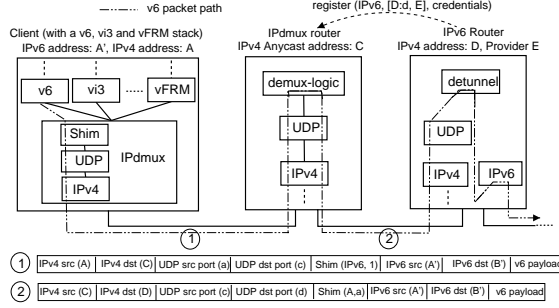 v6 packet path
register (IPv6, [D:d, E], credentials)
Client (with a v6, vi3 and vFRM stack)
IPv6 address: A', IPv4 address: A
IPdmux router
IPv4 Anycast address: C
IPv6 Router
IPv4 address: D, Provider E
v6
vi3
vFRM
Shim
UDP
IPv4
IPdmux
demux-logic
UDP
IPv4
detunnel
UDP
IPv4
IPv6
1
2
1 IPv4 src (A) IPv4 dst (C) UDP src port (a) UDP dst port (c) Shim (IPv6, 1) IPv6 src (A') IPv6 dst (B') v6 payload
2 IPv4 src (C) IPv4 dst (D) UDP src port (c) UDP dst port (d) Shim (A,a) IPv6 src (A') IPv6 dst (B') v6 payload